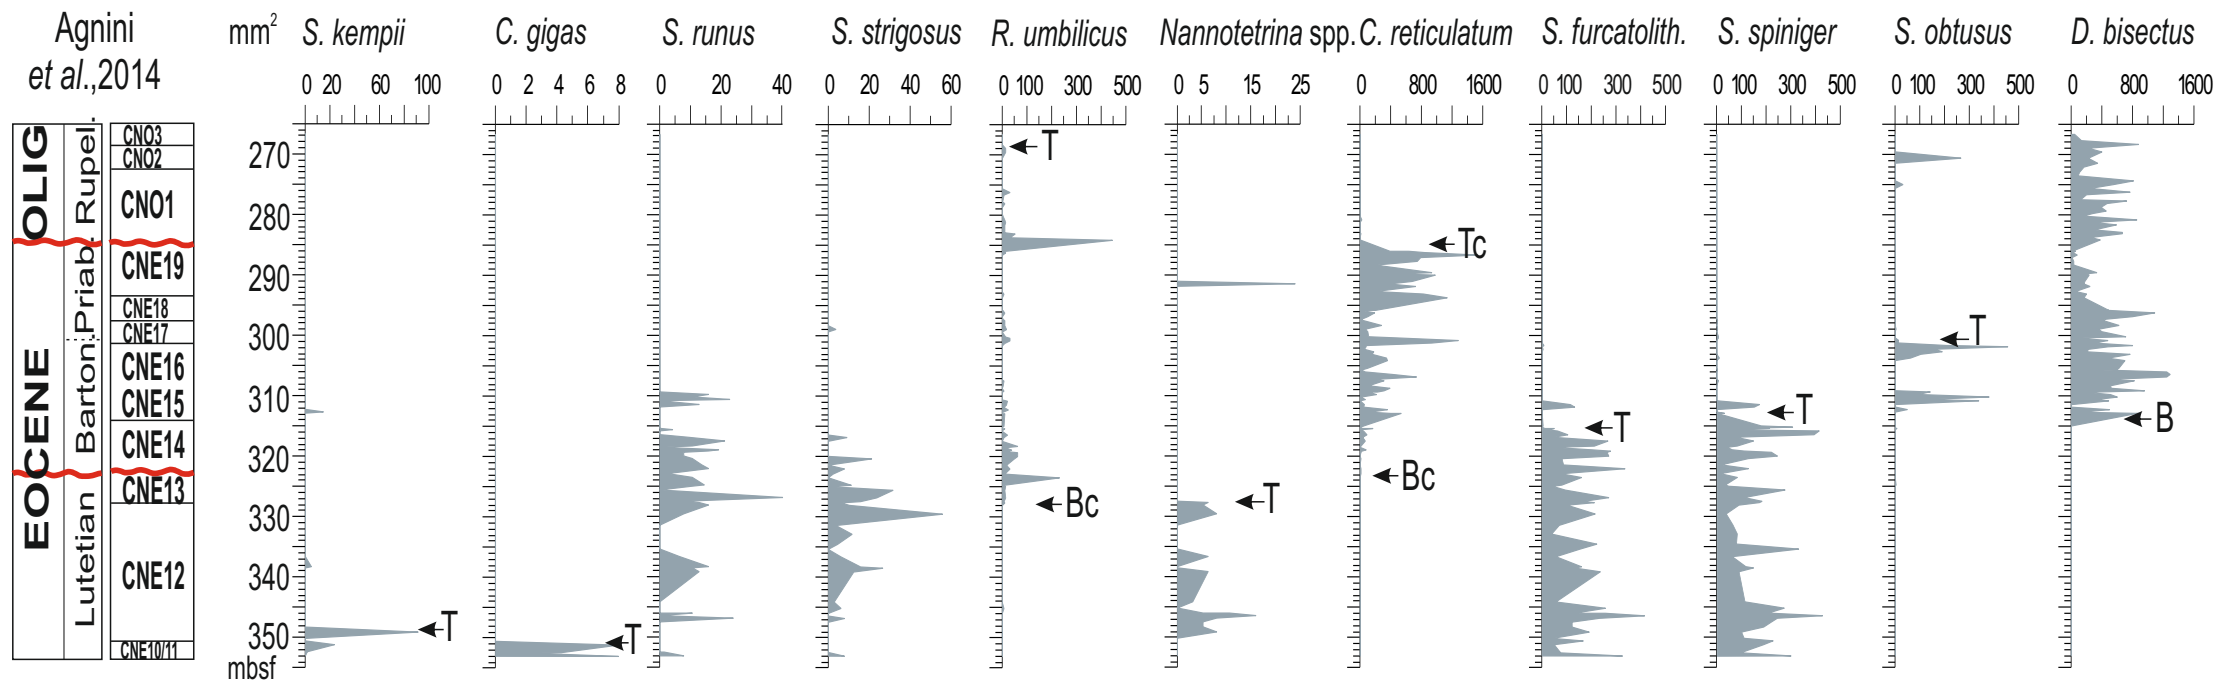 Agnini
et al.,2014
mm2
S. kempii
C. gigas
S. runus
S. strigosus
R. umbilicus
Nannotetrina spp.
C. reticulatum
S. furcatolith.
S. spiniger
S. obtusus
D. bisectus
0 20 60 100
0 2 4 6 8
0 20 40
0 20 40 60
0 100 300 500
0 5 15 25
0 800 1600
0 100 300 500
0 100 300 500
0 100 300 500
0 800 1600
OLIG
EOCENE
Rupel.
Priab.
Barton.
Lutetian
CNO3
CNO2
CNO1
CNE19
CNE18
CNE17
CNE16
CNE15
CNE14
CNE13
CNE12
CNE10/11
270
280
290
300
310
320
330
340
350
mbsf
T
T
T
Bc
T
Tc
Bc
T
T
T
B